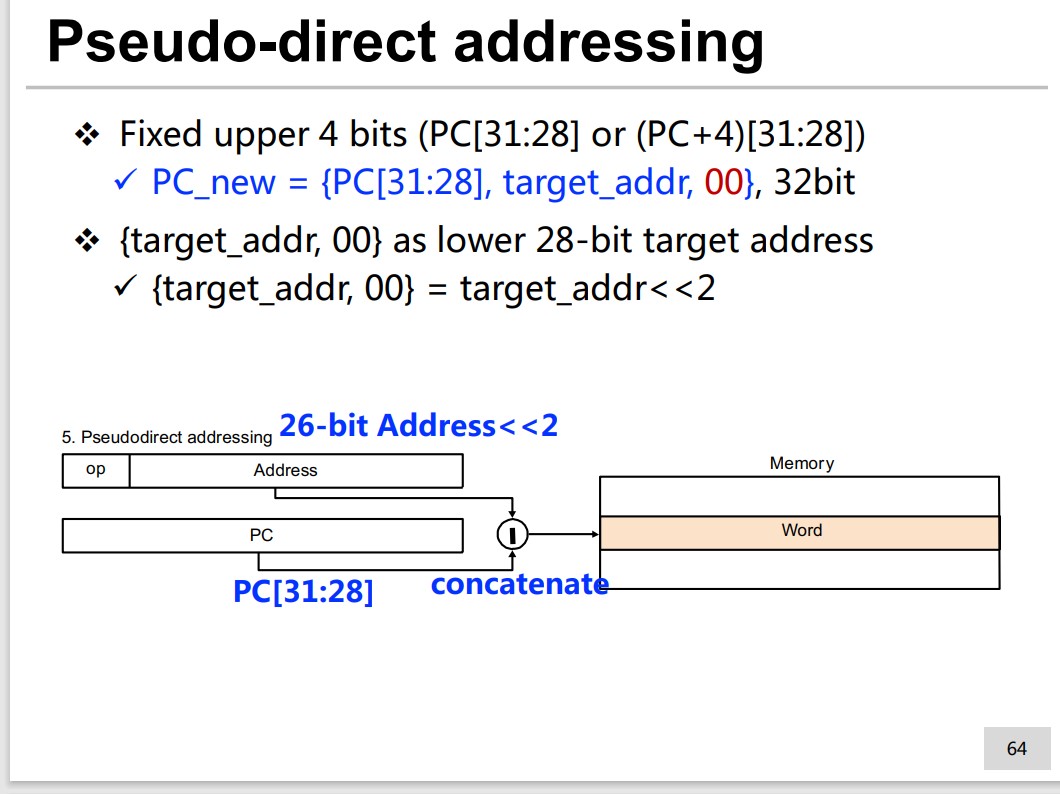 Pseudo-direct addressing
❖ Fixed upper 4 bits (PC[31:28] or (PC+4)[31:28])
✓ PC_new = {PC[31:28], target_addr, 00}, 32bit
❖ {target_addr, 00} as lower 28-bit target address
✓ {target_addr, 00} = target_addr<<2
5. Pseudodirect addressing
26-bit Address<<2
op
Address
Memory
PC
Word
PC[31:28]
concatenate
64